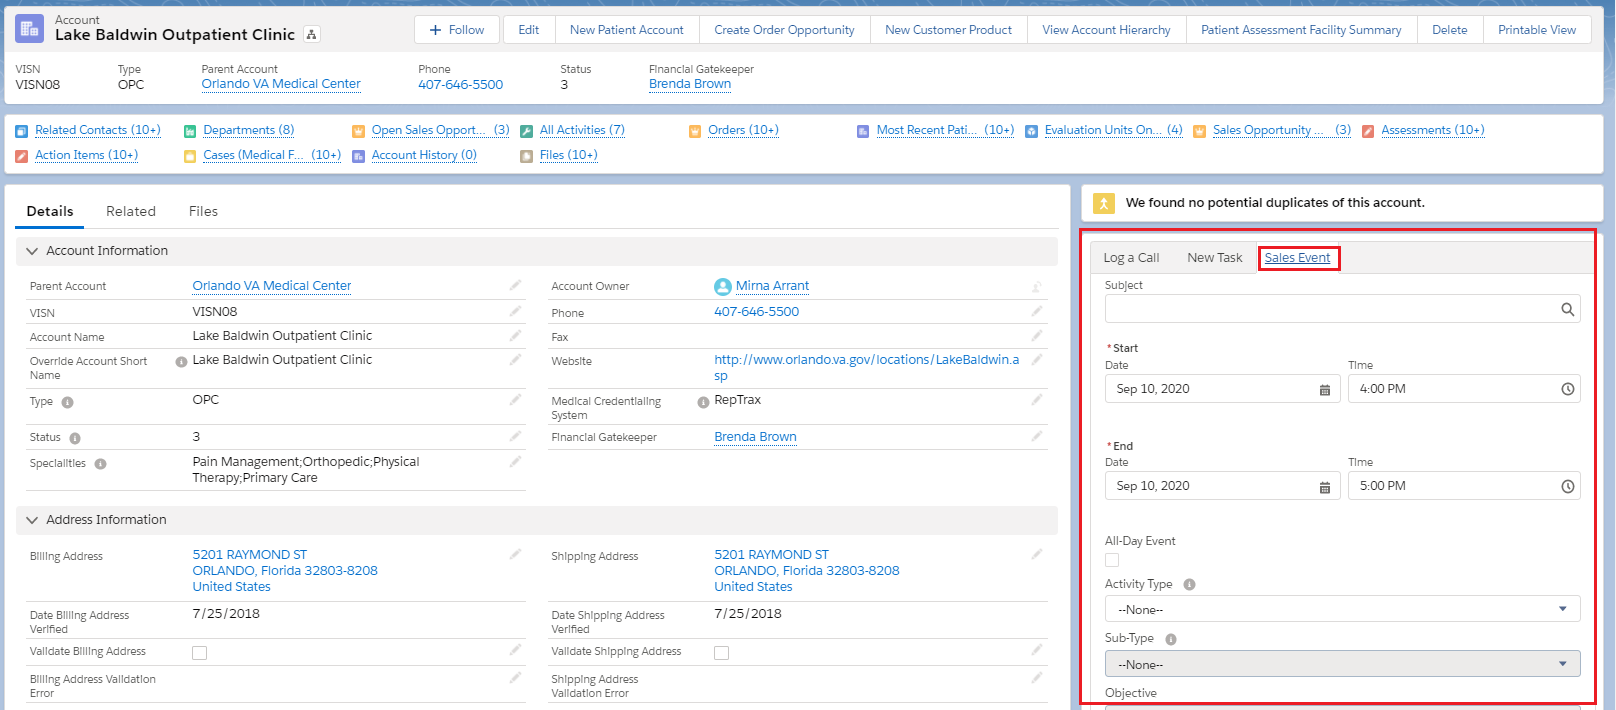 Account
Lake Baldwin Outpatient Clinic
Follow
Edit
New Patient Account
Create Order Opportunity
New Customer Product
View Account Hierarchy
Patient Assessment Facility Summary
Delete
Printable View
VISN
Type
Parent Account
Phone
Status
Financial Gatekeeper
VISN08
OPC
Orlando VA Medical Center
407-646-5500
3
Brenda Brown
Related Contacts (10+)
Departments (8)
Open Sales Opport... (3)
All Activities (7)
Orders (10+)
Most Recent Pati... (10+)
Evaluation Units On... (4)
Sales Opportunity ... (3)
Assessments (10+)
Action Items (10+)
Cases (Medical F... (10+)
Account History (0)
Files (10+)
Details
Related
Files
Account Information
Parent Account
Orlando VA Medical Center
VISN
VISN08
Account Name
Lake Baldwin Outpatient Clinic
Override Account Short
Name
Lake Baldwin Outpatient Clinic
Type
OPC
Status
3
Specialities
Pain Management;Orthopedic;Physical
Therapy;Primary Care
Account Owner
Mirna Arrant
Phone
407-646-5500
Fax
Website
http://www.orlando.va.gov/locations/LakeBaldwin.a
sp
Medical Credentialing
System
RepTrax
Financial Gatekeeper
Brenda Brown
Address Information
Billing Address
5201 RAYMOND ST
ORLANDO, Florida 32803-8208
United States
Date Billing Address
Verified
7/25/2018
Validate Billing Address
Billing Address Validation
Error
Shipping Address
5201 RAYMOND ST
ORLANDO, Florida 32803-8208
United States
Date Shipping Address
Verified
7/25/2018
Validate Shipping Address
Shipping Address
Validation Error
We found no potential duplicates of this account.
Log a Call
New Task
Sales Event
Subject
*Start
Date
Time
Sep 10, 2020
4:00 PM
*End
Date
Time
Sep 10, 2020
5:00 PM
All-Day Event
Activity Type
--None--
Sub-Type
--None--
Objective